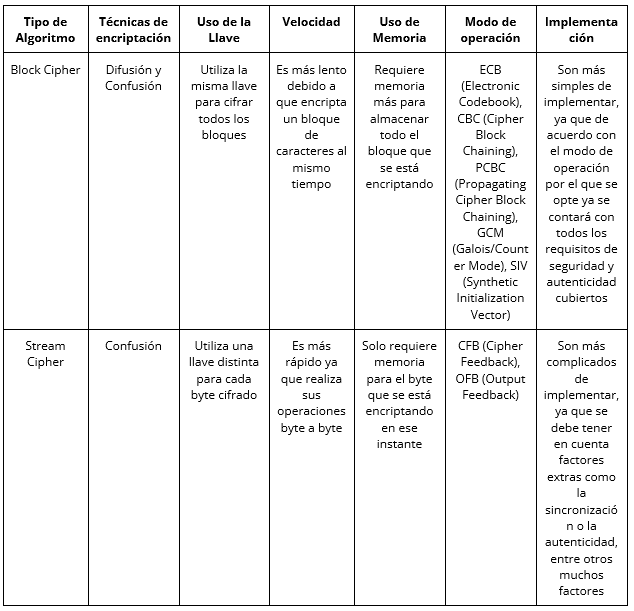 Tipo de
Algoritmo
Técnicas de
encriptación
Uso de la
Llave
Velocidad
Uso de
Memoria
Modo de
operación
Implementa
ción
Block Cipher
Difusión y
Confusión
Utiliza la
misma llave
para cifrar
todos los
bloques
Es más lento
debido a
que encripta
un bloque
de
caracteres al
mismo
tiempo
Requiere
memoria
más para
almacenar
todo el
bloque que
se está
encriptando
ECB
(Electronic
Codebook),
CBC (Cipher
Block
Chaining),
PCBC
(Propagating
Cipher Block
Chaining),
GCM
(Galois/Count
er Mode), SIV
(Synthetic
Initialization
Vector)
Son más
simples de
implementar,
ya que de
acuerdo con
el modo de
operación
por el que se
opte ya se
contará con
todos los
requisitos de
seguridad y
autenticidad
cubiertos
Stream
Cipher
Confusión
Utiliza una
llave distinta
para cada
byte cifrado
Es más
rápido ya
que realiza
sus
operaciones
byte a byte
Solo requiere
memoria
para el byte
que se está
encriptando
en ese
instante
CFB (Cipher
Feedback),
OFB (Output
Feedback)
Son más
complicados
de
implementar,
ya que se
debe tener
en cuenta
factores
extras como
la
sincronizació
n o la
autenticidad,
entre otros
muchos
factores